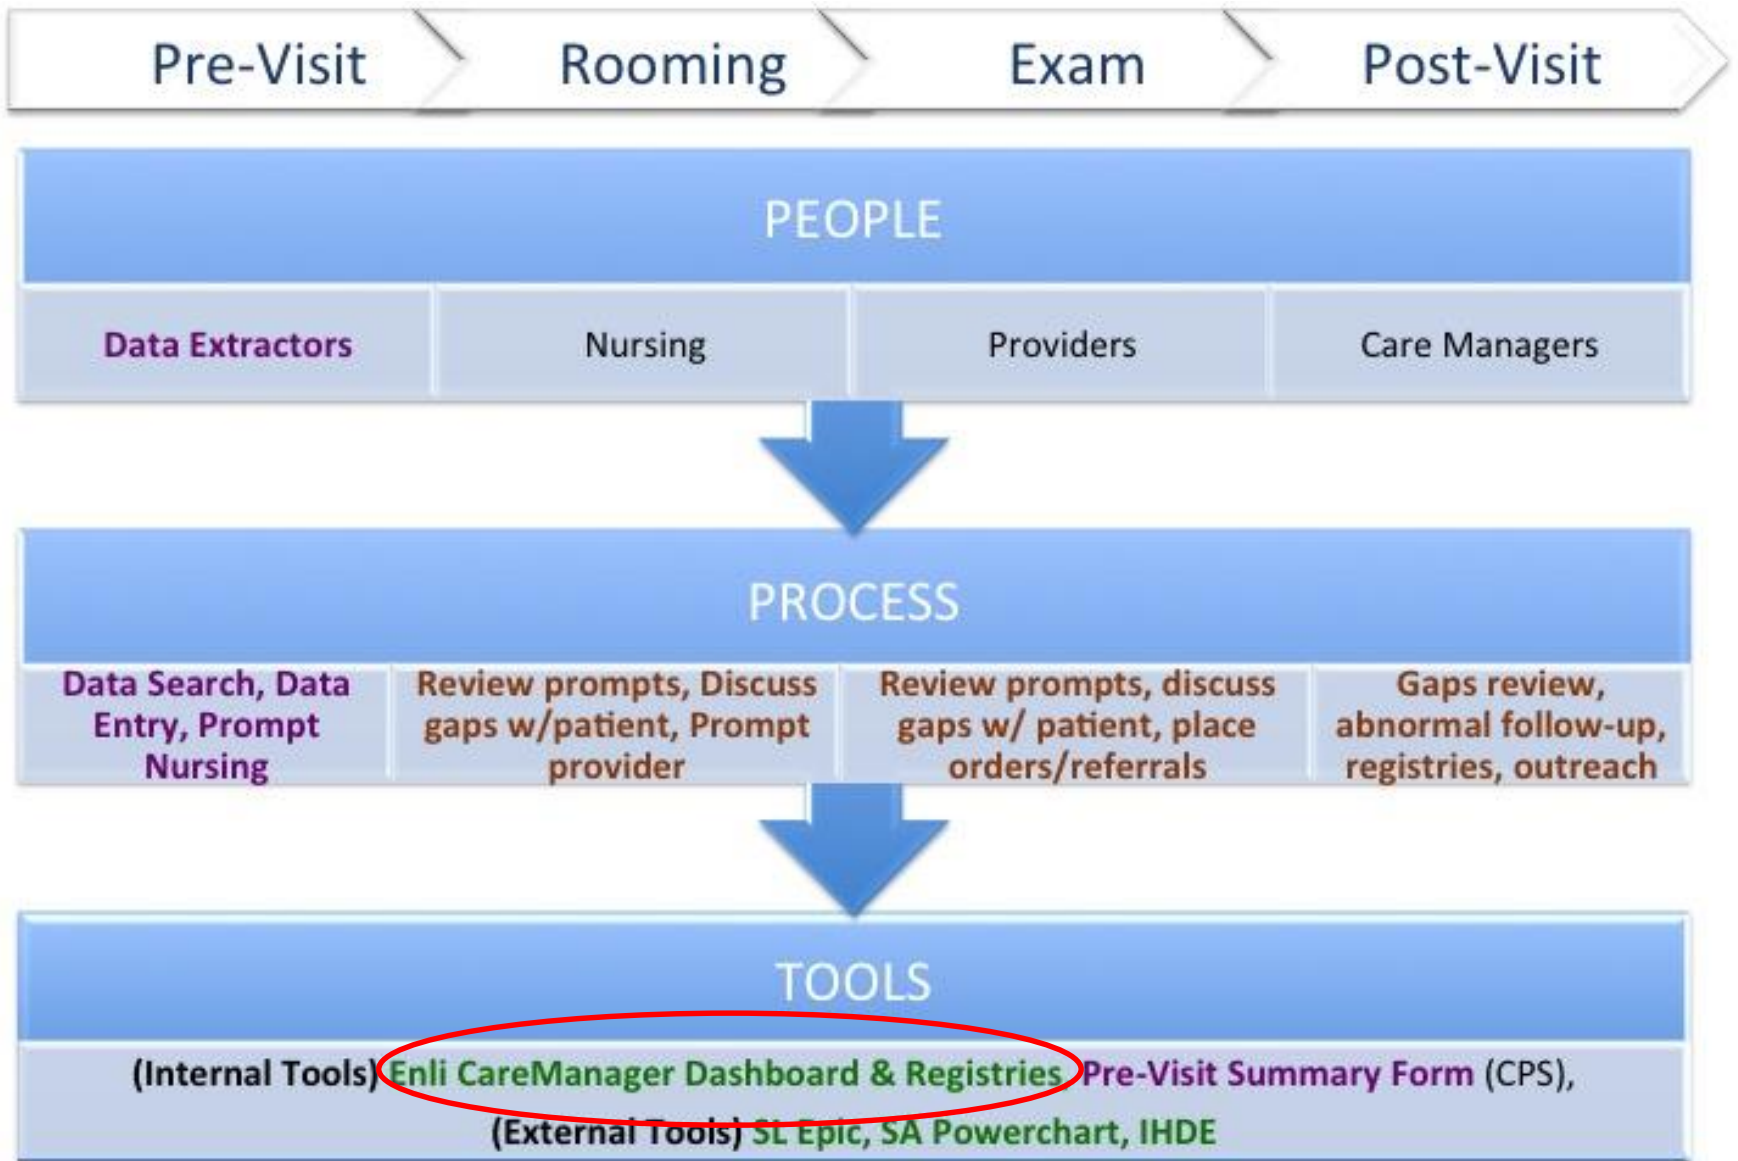 Pre-Visit
Rooming
Exam
Post-Visit
PEOPLE
Data Extractors
Nursing
Providers
Care Managers
PROCESS
Data Search, Data
Entry, Prompt
Nursing
Review prompts, Discuss
gaps w/patient, Prompt
provider
Review prompts, discuss
gaps w/ patient, place
orders/referrals
Gaps review,
abnormal follow-up,
registries, outreach
TOOLS
(Internal Tools) Enli CareManager Dashboard & Registries, Pre-Visit Summary Form (CPS),
(External Tools) SL Epic, SA Powerchart, IHDE